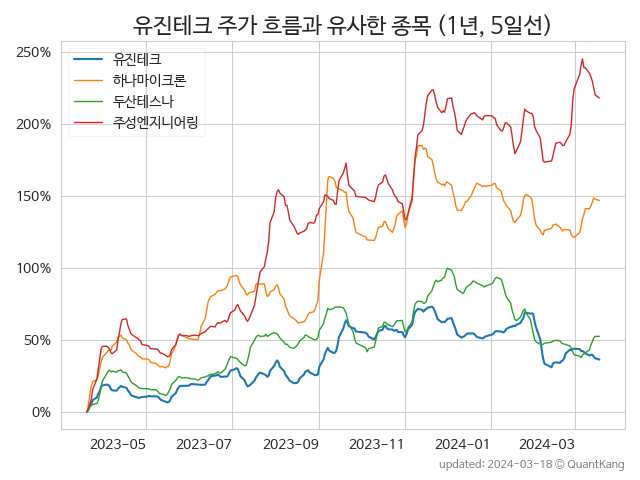 유진테크 주가 흐름과 유사한 종목 (1년, 5일선)
250%
200%
150%
100%
50%
0%
유진테크
하나마이크론
두산테스나
주성엔지니어링
2023-05 2023-07 2023-09 2023-11 2024-01 2024-03
updated: 2024-03-18 © QuantKang